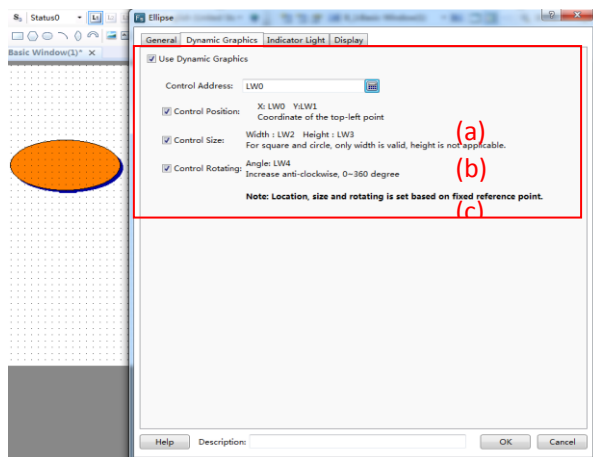 S₀ Status0
Ellipse
Basic Window(1)* ×
General Dynamic Graphics Indicator Light Display
Use Dynamic Graphics
Control Address: LW0
Control Position: X: LW0 Y:LW1
Coordinate of the top-left point
(a)
Control Size: Width : LW2 Height : LW3
For square and circle, only width is valid, height is not applicable.
(b)
Control Rotating: Angle: LW4
Increase anti-clockwise, 0~360 degree
Note: Location, size and rotating is set based on fixed reference point.
(c)
Help Description: OK Cancel